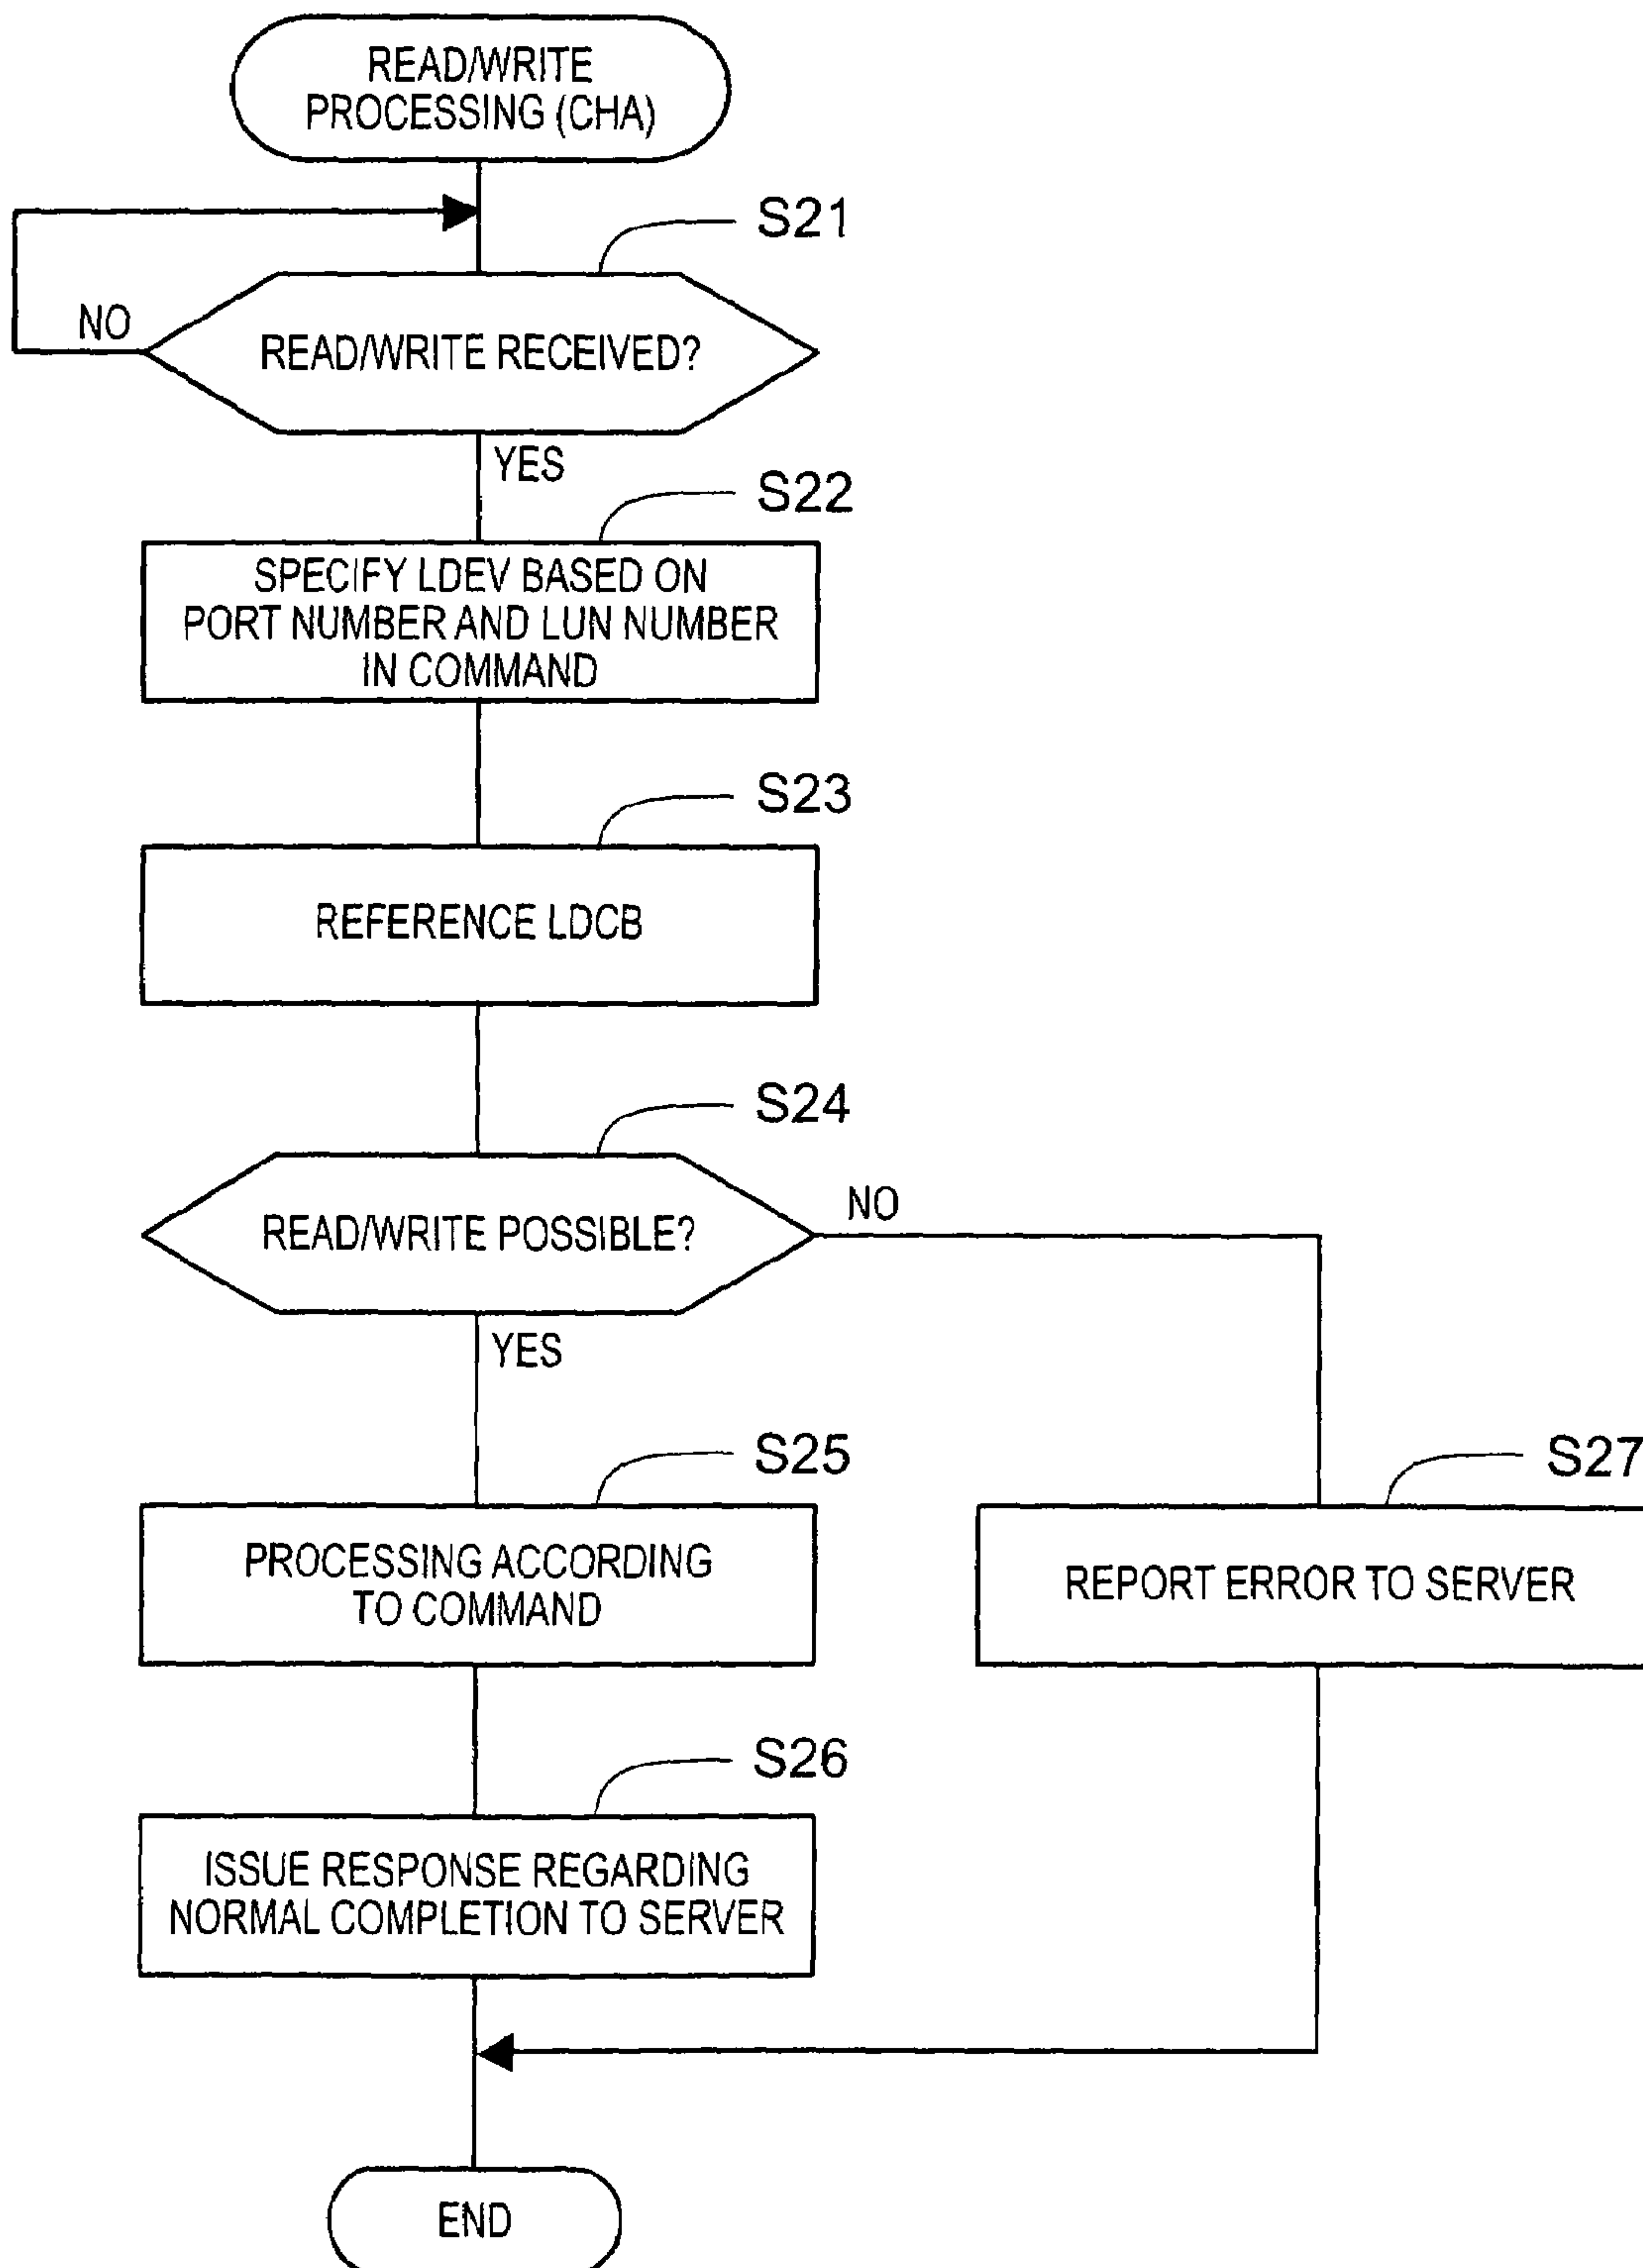 READ/WRITE
PROCESSING (CHA)
S21
NO
READ/WRITE RECEIVED?
YES
S22
SPECIFY LDEV BASED ON
PORT NUMBER AND LUN NUMBER
IN COMMAND
S23
REFERENCE LDCB
S24
NO
READ/WRITE POSSIBLE?
YES
S25
S27
PROCESSING ACCORDING
TO COMMAND
REPORT ERROR TO SERVER
S26
ISSUE RESPONSE REGARDING
NORMAL COMPLETION TO SERVER
END